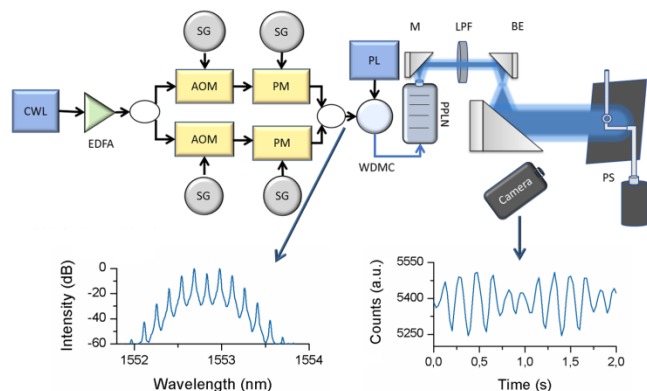 SG
SG
M
LPF
BE
PL
CWL
EDFA
AOM
PM
AOM
PM
PPLN
WDMC
SG
SG
Camera
PS
Intensity (dB)
0
-20
-40
-60
1552
1553
1554
Wavelength (nm)
Counts (a.u.)
5550
5400
5250
0,0
0,5
1,0
1,5
2,0
Time (s)